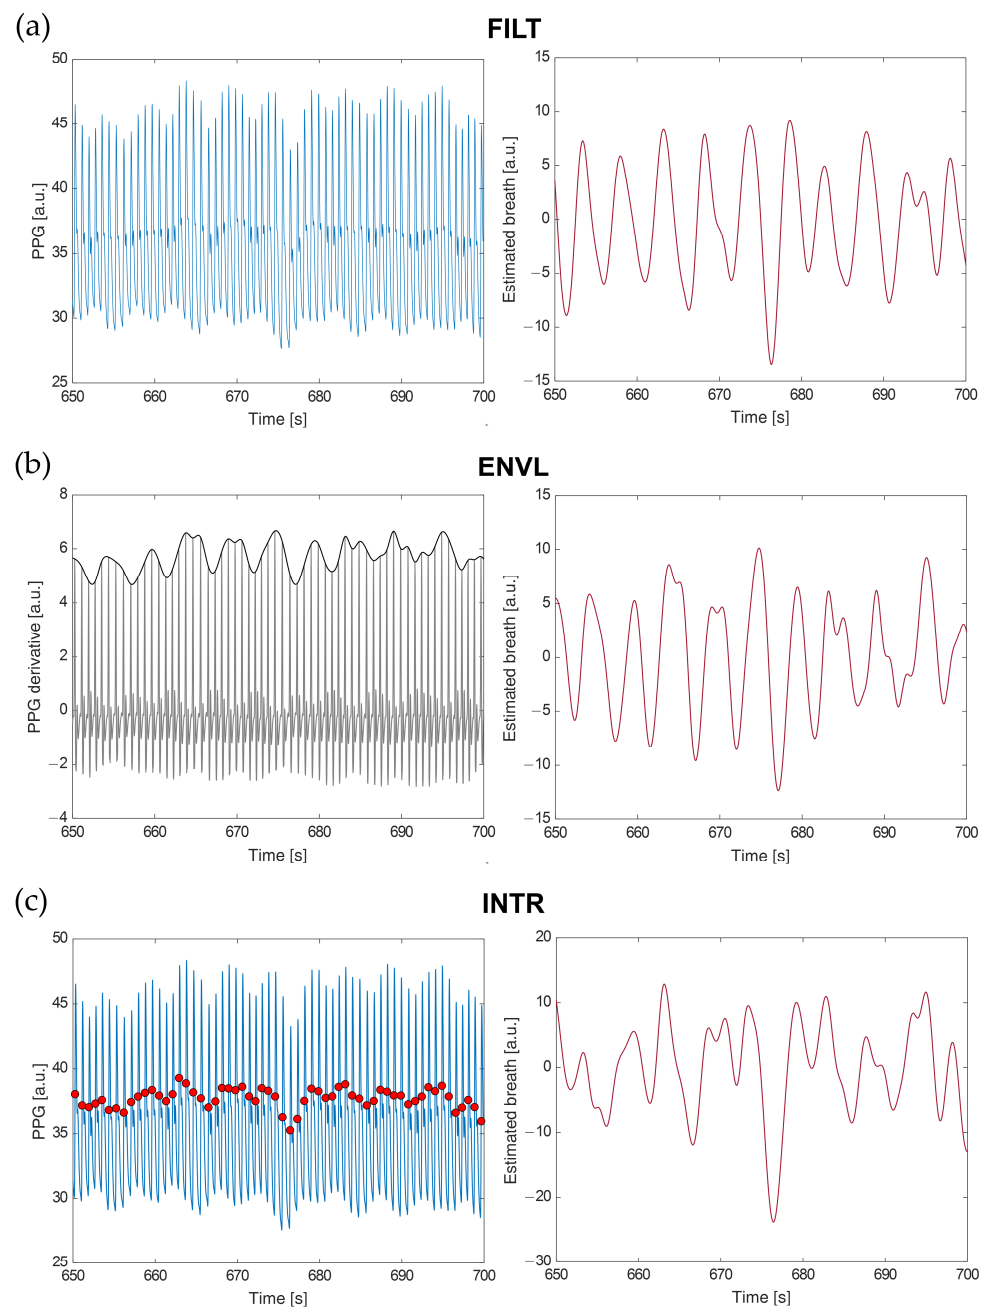 (a)
FILT
50
45
40
35
30
25
PPG [a.u.]
650 660 670 680 690 700
Time [s]
15
10
5
0
−5
−10
−15
Estimated breath [a.u.]
650 660 670 680 690 700
Time [s]
(b)
ENVL
8
6
4
2
0
−2
−4
PPG derivative [a.u.]
650 660 670 680 690 700
Time [s]
15
10
5
0
−5
−10
−15
Estimated breath [a.u.]
650 660 670 680 690 700
Time [s]
(c)
INTR
50
45
40
35
30
25
PPG [a.u.]
650 660 670 680 690 700
Time [s]
20
10
0
−10
−20
−30
Estimated breath [a.u.]
650 660 670 680 690 700
Time [s]